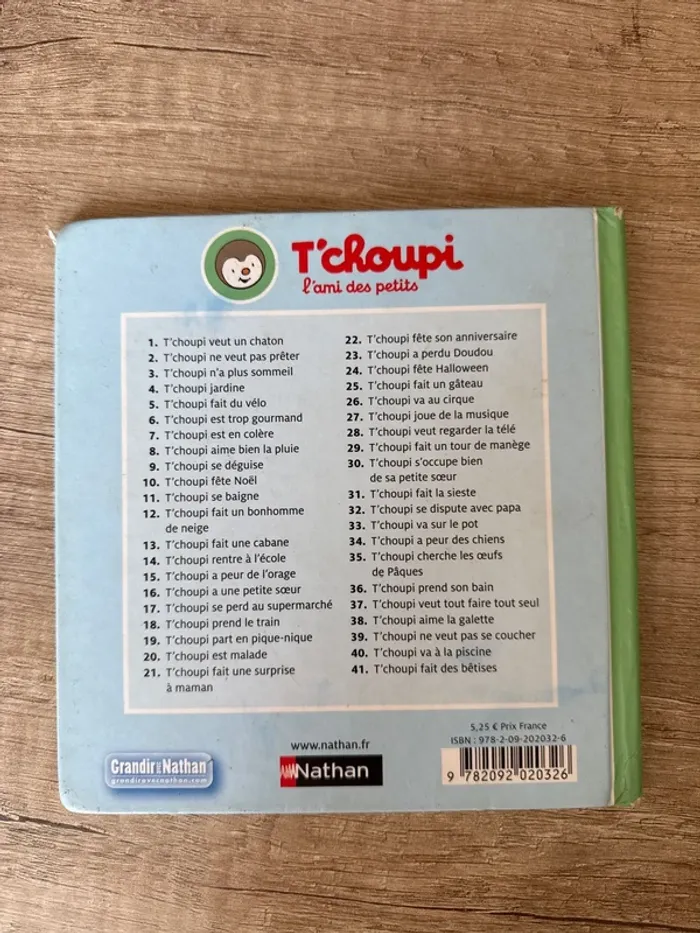 T'choupi
l'ami des petits
1. T'choupi veut un chaton
2. T'choupi ne veut pas prêter
3. T'choupi n'a plus sommeil
4. T'choupi jardine
5. T'choupi fait du vélo
6. T'choupi est trop gourmand
7. T'choupi est en colère
8. T'choupi aime bien la pluie
9. T'choupi se déguise
10. T'choupi fête Noël
11. T'choupi se baigne
12. T'choupi fait un bonhomme
de neige
13. T'choupi fait une cabane
14. T'choupi rentre à l'école
15. T'choupi a peur de l'orage
16. T'choupi a une petite sœur
17. T'choupi se perd au supermarché
18. T'choupi prend le train
19. T'choupi part en pique-nique
20. T'choupi est malade
21. T'choupi fait une surprise
à maman
22. T'choupi fête son anniversaire
23. T'choupi a perdu Doudou
24. T'choupi fête Halloween
25. T'choupi fait un gâteau
26. T'choupi va au cirque
27. T'choupi joue de la musique
28. T'choupi veut regarder la télé
29. T'choupi fait un tour de manège
30. T'choupi s'occupe bien
de sa petite sœur
31. T'choupi fait la sieste
32. T'choupi se dispute avec papa
33. T'choupi va sur le pot
34. T'choupi a peur des chiens
35. T'choupi cherche les œufs
de Pâques
36. T'choupi prend son bain
37. T'choupi veut tout faire tout seul
38. T'choupi aime la galette
39. T'choupi ne veut pas se coucher
40. T'choupi va à la piscine
41. T'choupi fait des bêtises
Grandir avec Nathan
grandiravecnathan.com
www.nathan.fr
Nathan
5,25 € Prix France
ISBN : 978-2-09-202032-6
9 782092 020326